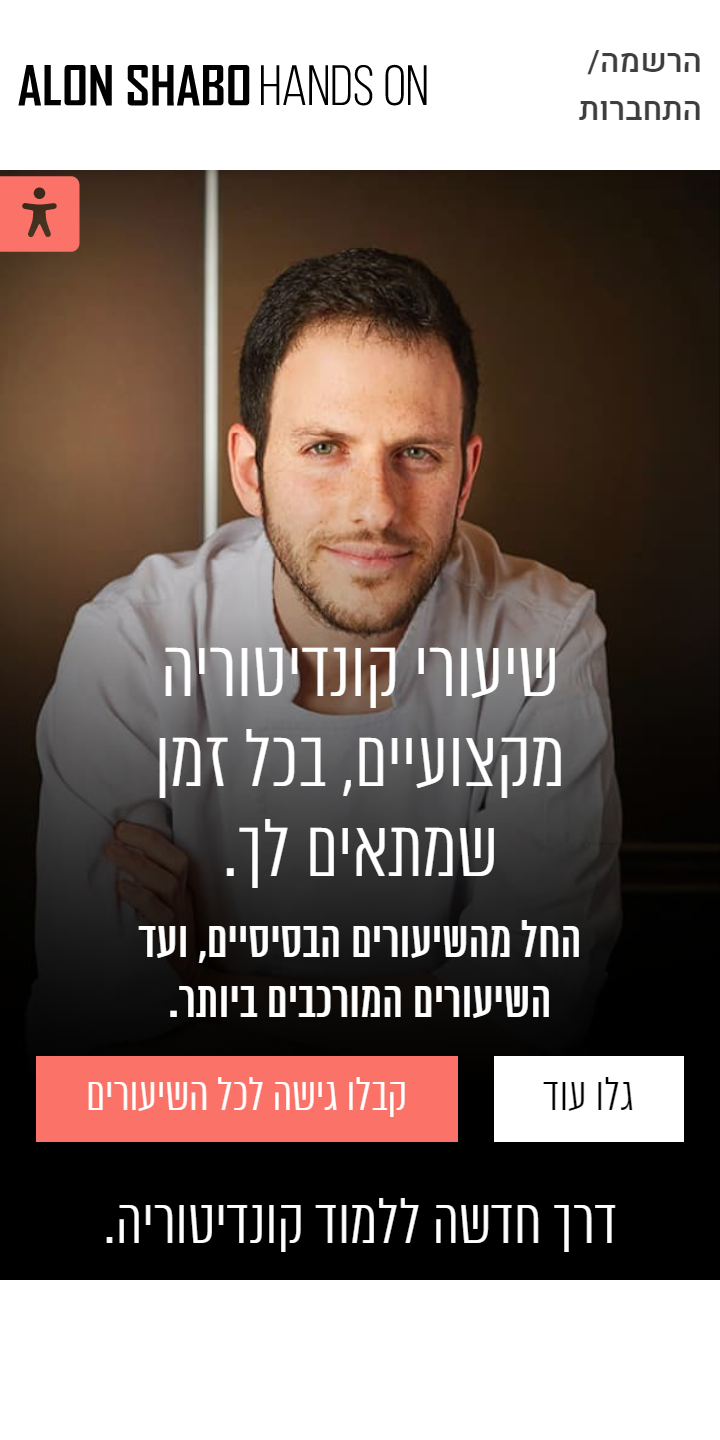 ALON SHABO HANDS ON
הרשמה/
התחברות
שיעורי קונדיטוריה
מקצועיים, בכל זמן
שמתאים לך.
החל מהשיעורים הבסיסיים, ועד
השיעורים המורכבים ביותר.
גלו עוד
קבלו גישה לכל השיעורים
דרך חדשה ללמוד קונדיטוריה.